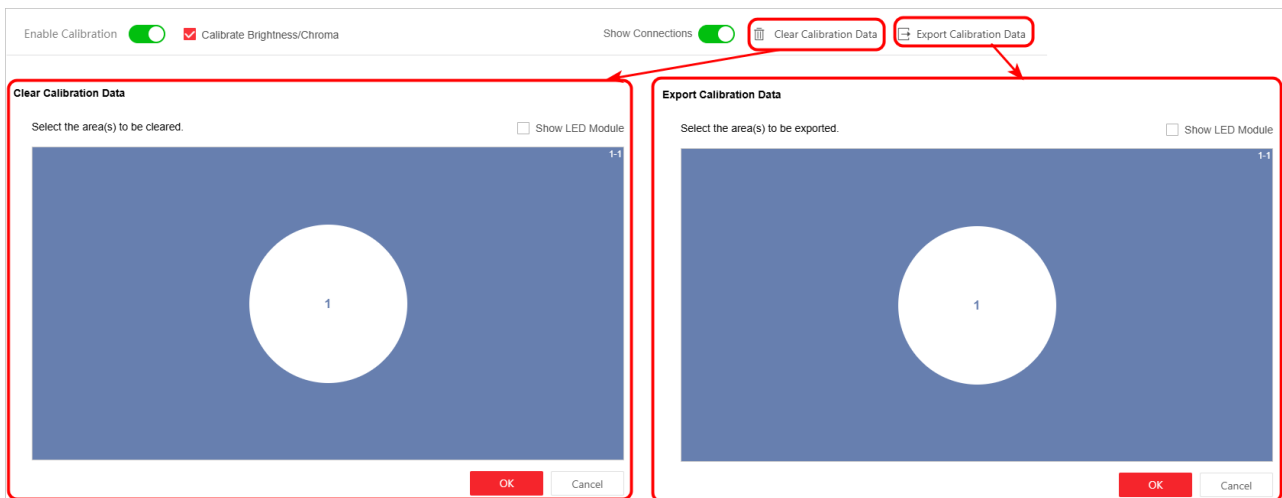 Enable Calibration Calibrate Brightness/Chroma Show Connections Clear Calibration Data Export Calibration Data
Clear Calibration Data
Select the area(s) to be cleared. Show LED Module
1-1
1
OK Cancel
Export Calibration Data
Select the area(s) to be exported. Show LED Module
1-1
1
OK Cancel